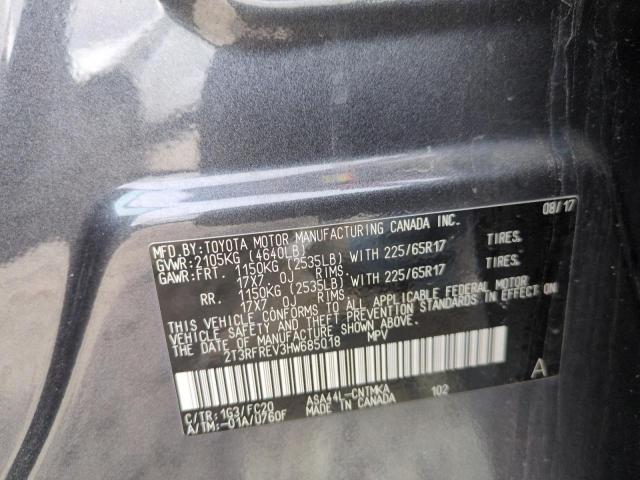 MFD. BY: TOYOTA MOTOR MANUFACTURING CANADA INC. 08/17
GVWR: 2105KG (4640LB)
GAWR: FRT. 1150KG (2535LB) WITH 225/65R17 TIRES,
17X7.0J RIMS.
RR. 1150KG (2535LB) WITH 225/65R17 TIRES,
17X7.0J RIMS.
THIS VEHICLE CONFORMS TO ALL APPLICABLE FEDERAL MOTOR
VEHICLE SAFETY AND THEFT PREVENTION STANDARDS IN EFFECT ON
THE DATE OF MANUFACTURE SHOWN ABOVE.
2T3RFREV3HW685018 MPV
A
C/TR: 1G3/FC20 ASA44L-CNTMKA 102
A/TM: -01A/U760F MADE IN CANADA